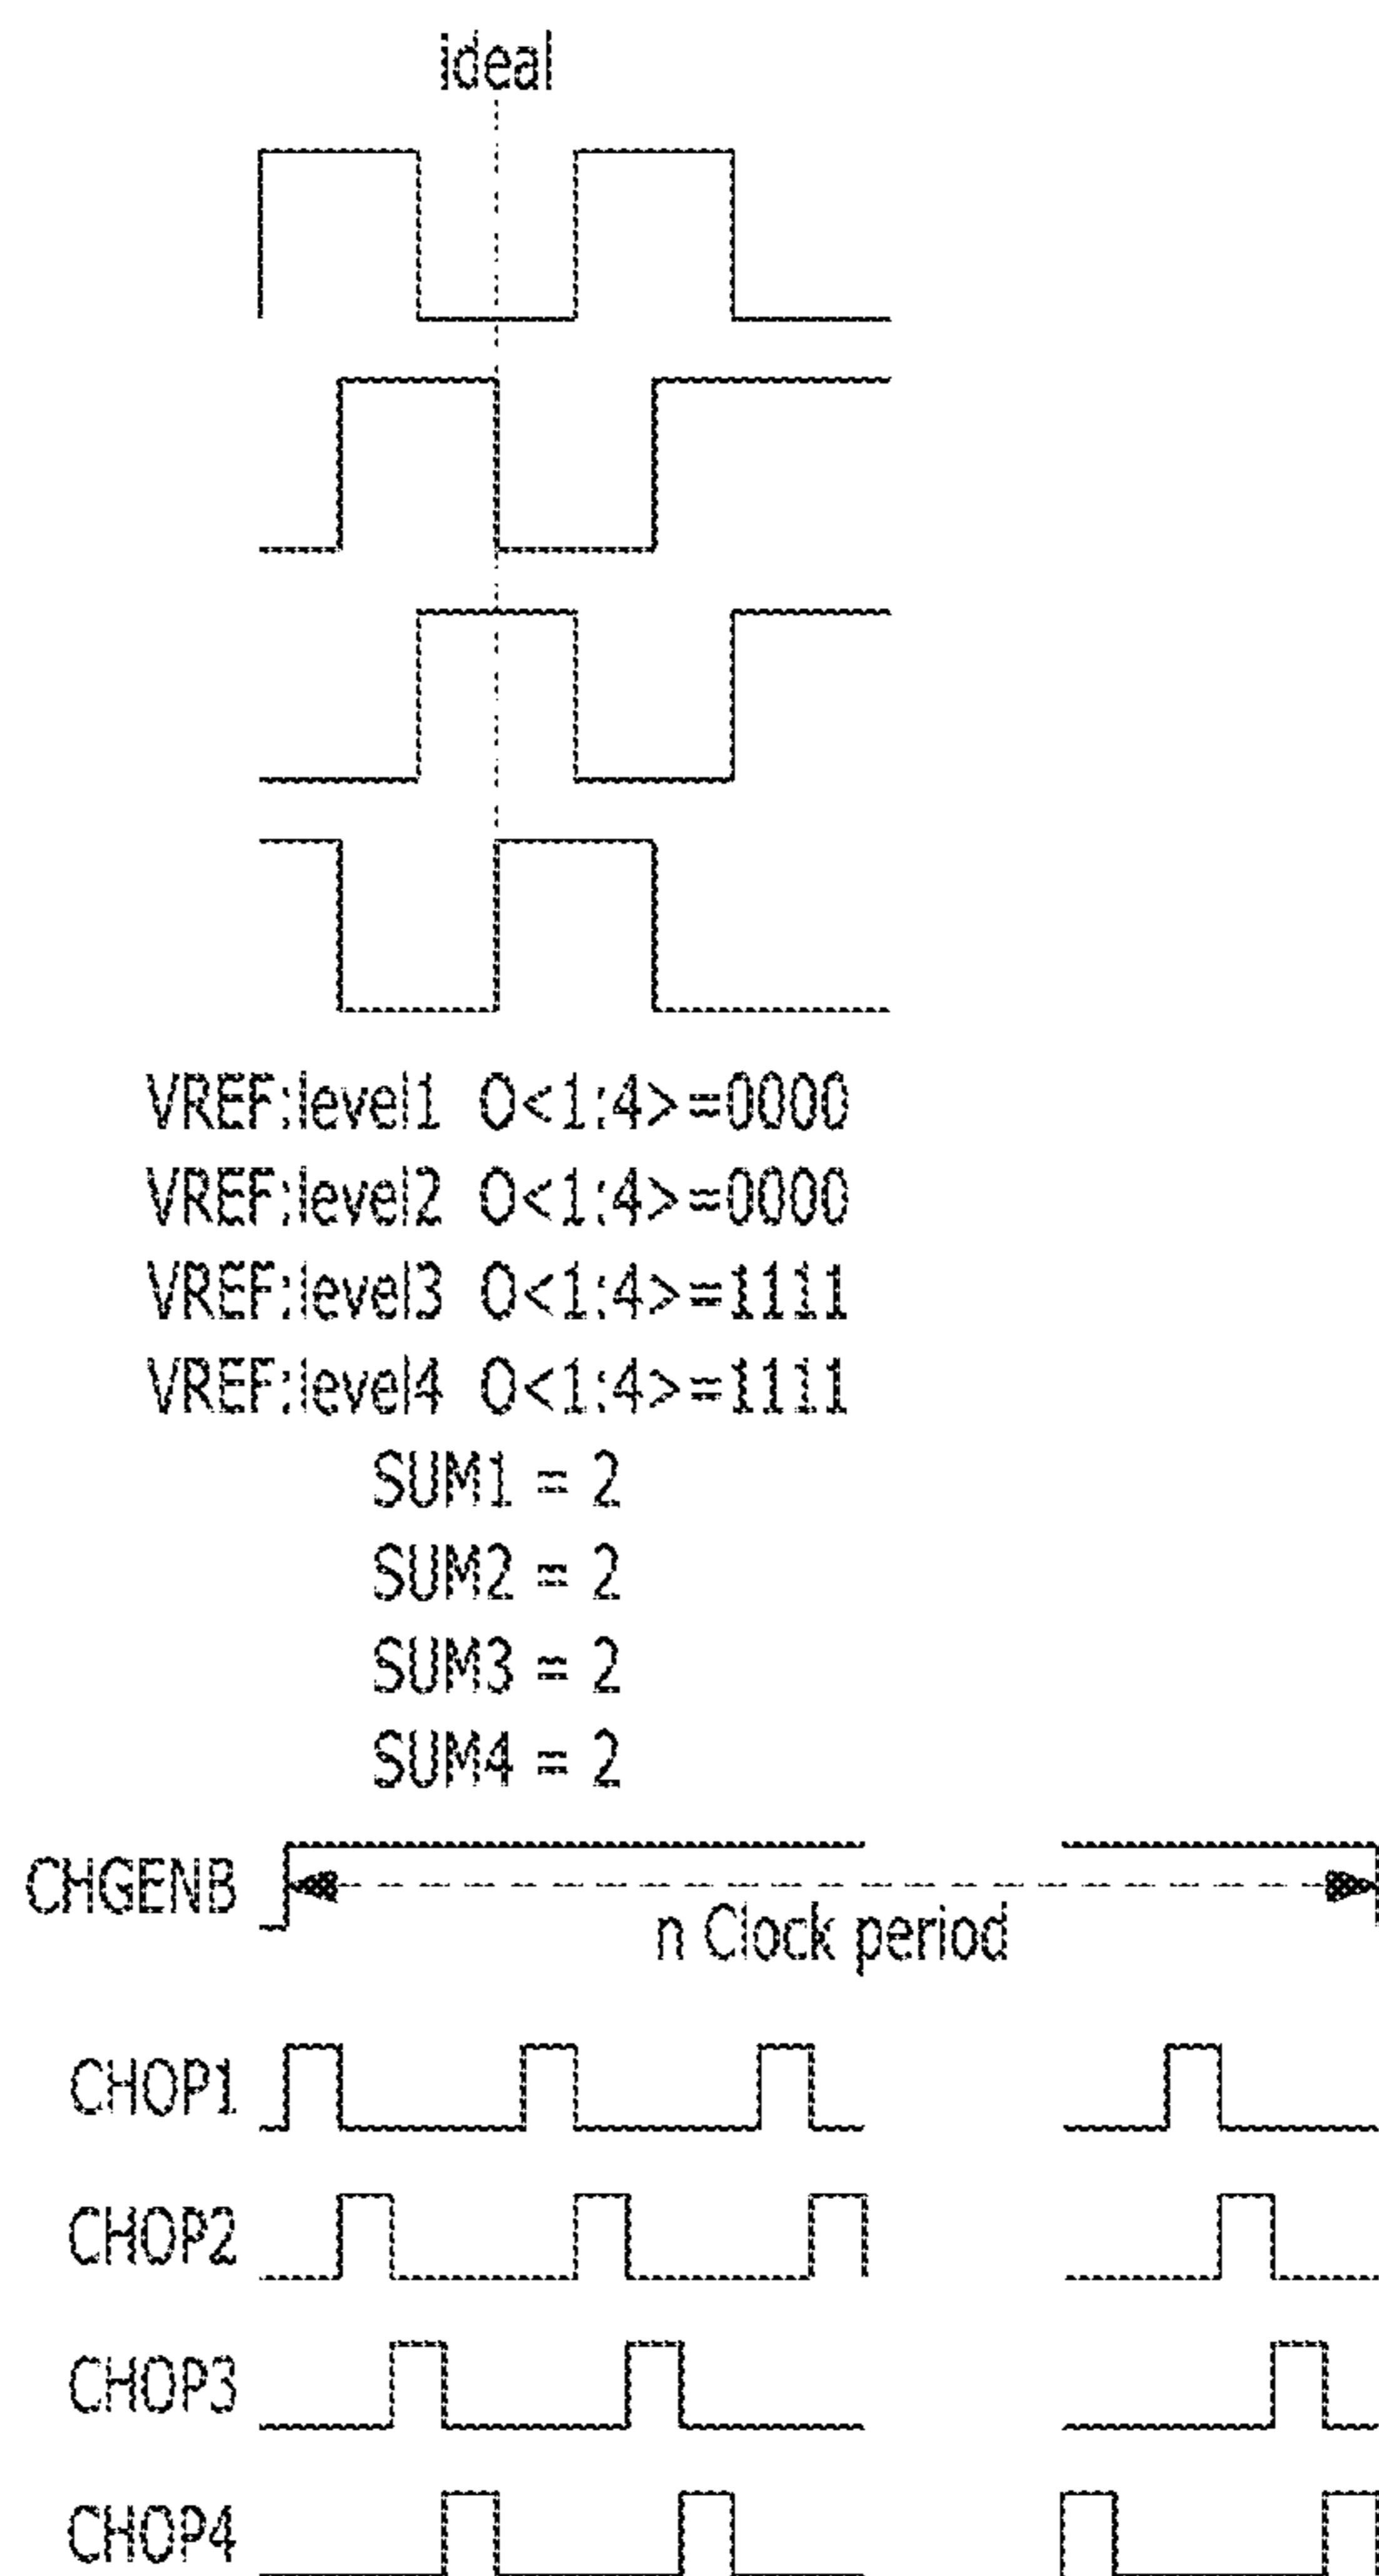 ideal
VREF:level1 O<1:4>=0000
VREF:level2 O<1:4>=0000
VREF:level3 O<1:4>=1111
VREF:level4 O<1:4>=1111
SUM1 = 2
SUM2 = 2
SUM3 = 2
SUM4 = 2
CHGENB
n Clock period
CHOP1
CHOP2
CHOP3
CHOP4